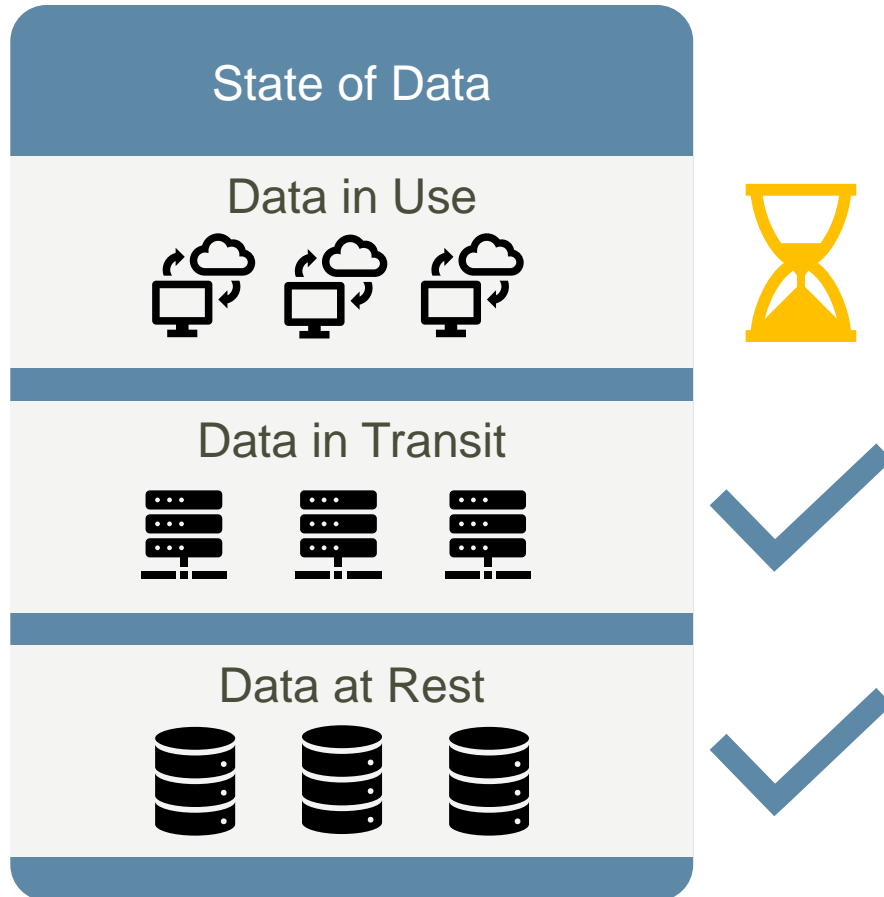 State of Data
Data in Use
Data in Transit
Data at Rest